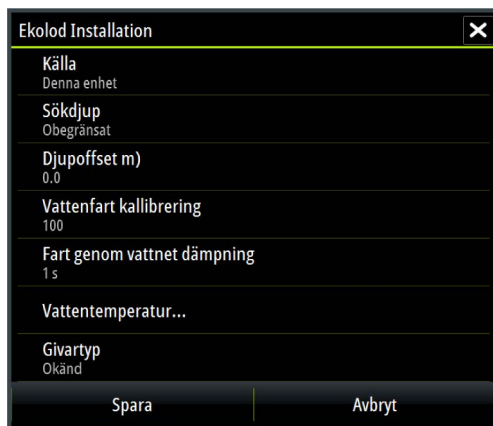 Ekolod Installation
Källa
Denna enhet
Sökdjup
Obegränsat
Djupoffset m)
0.0
Vattenfart kallibrering
100
Fart genom vattnet dämpning
1 s
Vattentemperatur...
Givartyp
Okänd
Spara
Avbryt